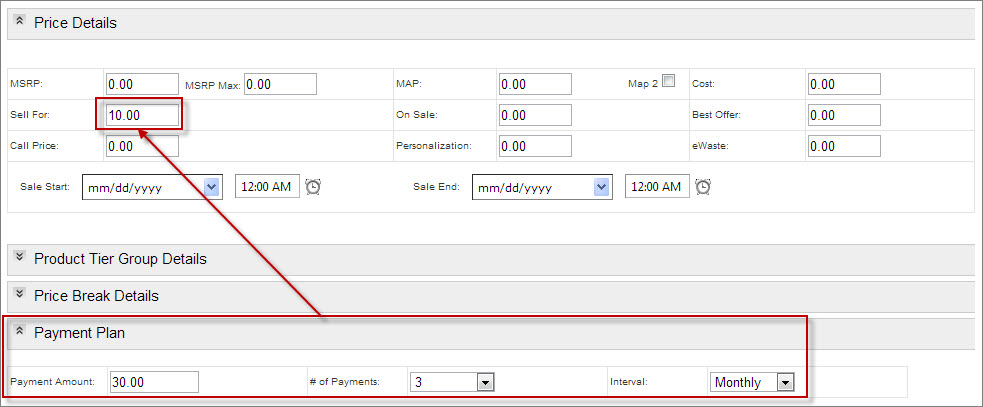 Price Details
MSRP: 0.00 MSRP Max: 0.00 MAP: 0.00 Map 2 Cost: 0.00
Sell For: 10.00 On Sale: 0.00 Best Offer: 0.00
Call Price: 0.00 Personalization: 0.00 eWaste: 0.00
Sale Start: mm/dd/yyyy 12:00 AM Sale End: mm/dd/yyyy 12:00 AM
Product Tier Group Details
Price Break Details
Payment Plan
Payment Amount: 30.00 # of Payments: 3 Interval: Monthly